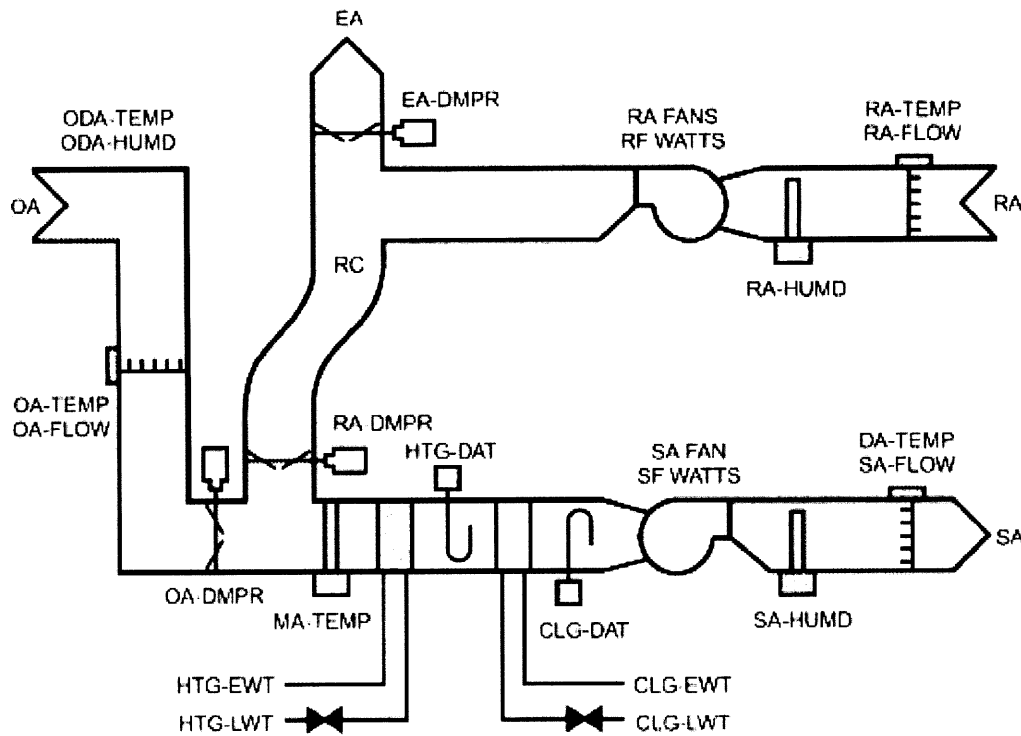 EA
ODA-TEMP
ODA-HUMD
EA-DMPR
RA FANS
RF WATTS
RA-TEMP
RA-FLOW
OA
RA
RC
RA-HUMD
OA-TEMP
OA-FLOW
RA-DMPR
HTG-DAT
SA FAN
SF WATTS
DA-TEMP
SA-FLOW
SA
OA-DMPR
MA-TEMP
CLG-DAT
SA-HUMD
HTG-EWT
CLG-EWT
HTG-LWT
CLG-LWT